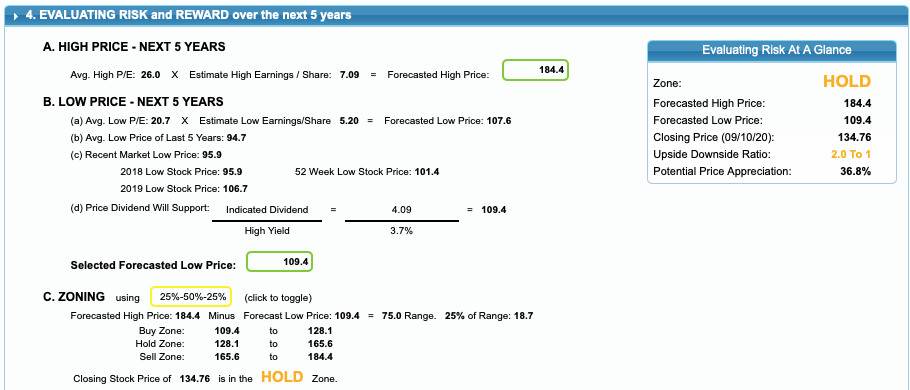 4. EVALUATING RISK and REWARD over the next 5 years
A. HIGH PRICE - NEXT 5 YEARS
Avg. High P/E: 26.0 X Estimate High Earnings / Share: 7.09 = Forecasted High Price: 184.4
B. LOW PRICE - NEXT 5 YEARS
(a) Avg. Low P/E: 20.7 X Estimate Low Earnings/Share 5.20 = Forecasted Low Price: 107.6
(b) Avg. Low Price of Last 5 Years: 94.7
(c) Recent Market Low Price: 95.9
2018 Low Stock Price: 95.9 52 Week Low Stock Price: 101.4
2019 Low Stock Price: 106.7
(d) Price Dividend Will Support: Indicated Dividend = 4.09 = 109.4
High Yield 3.7%
Selected Forecasted Low Price: 109.4
C. ZONING using 25%-50%-25% (click to toggle)
Forecasted High Price: 184.4 Minus Forecast Low Price: 109.4 = 75.0 Range. 25% of Range: 18.7
Buy Zone: 109.4 to 128.1
Hold Zone: 128.1 to 165.6
Sell Zone: 165.6 to 184.4
Closing Stock Price of 134.76 is in the HOLD Zone.
Evaluating Risk At A Glance
Zone: HOLD
Forecasted High Price: 184.4
Forecasted Low Price: 109.4
Closing Price (09/10/20): 134.76
Upside Downside Ratio: 2.0 To 1
Potential Price Appreciation: 36.8%